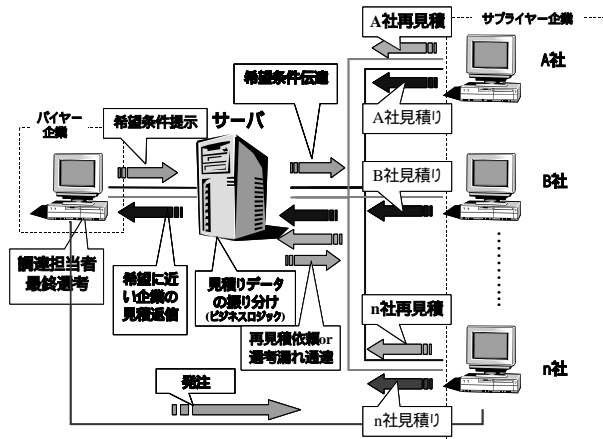 A社再見積
サプライヤー企業
A社
希望条件伝達
バイヤー
企業
希望条件提示
サーバ
A社見積り
B社見積り
B社
調達担当者
最終選考
希望に近
い企業の
見積返信
見積りデータ
の振り分け
(ビジネスロジック)
再見積依頼or
選考漏れ通達
n社再見積
n社
発注
n社見積り